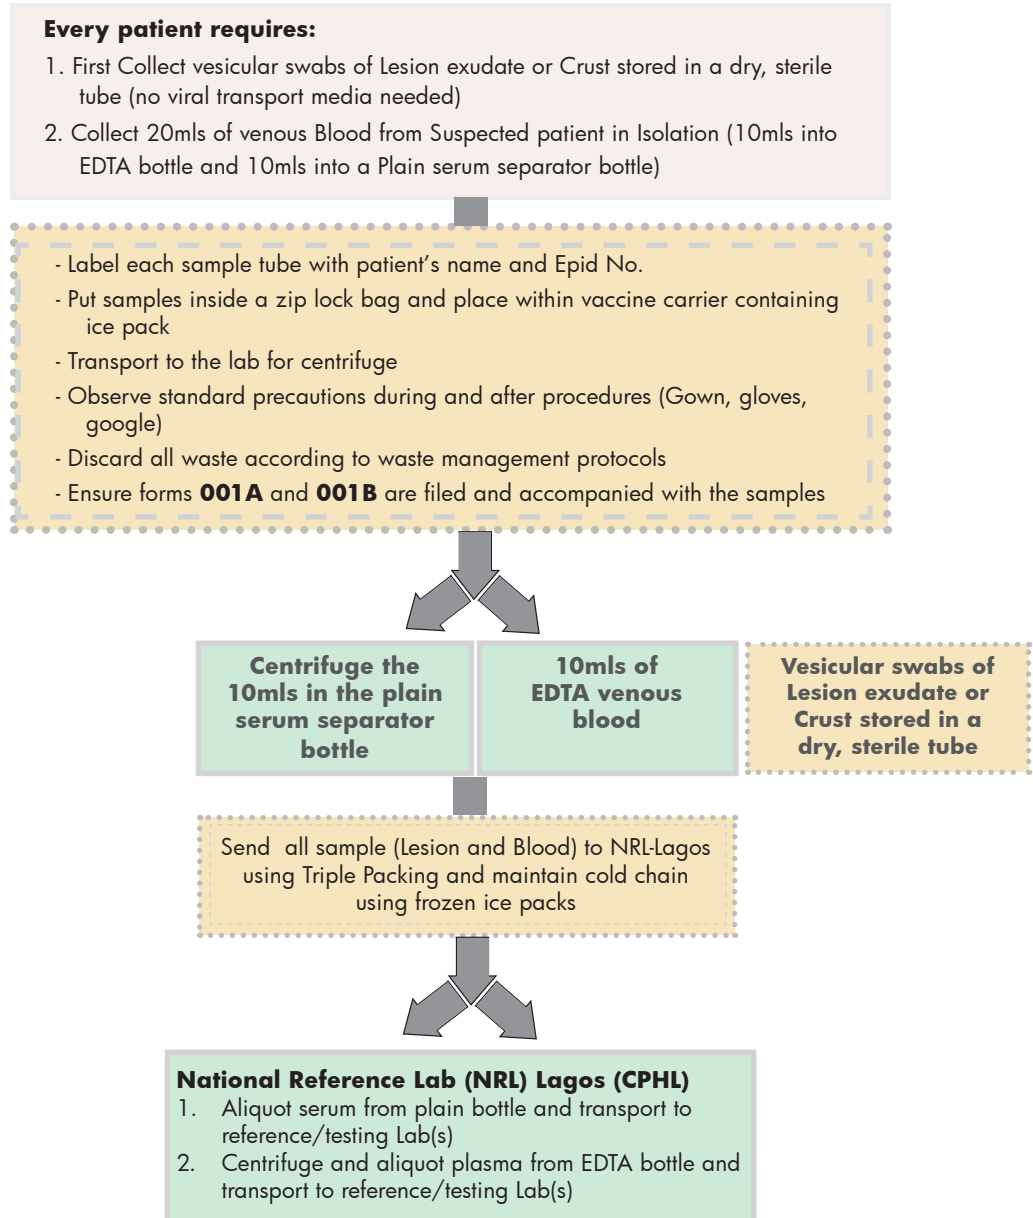 Every patient requires:
1. First Collect vesicular swabs of Lesion exudate or Crust stored in a dry, sterile
tube (no viral transport media needed)
2. Collect 20mls of venous Blood from Suspected patient in Isolation (10mls into
EDTA bottle and 10mls into a Plain serum separator bottle)
- Label each sample tube with patient's name and Epid No.
- Put samples inside a zip lock bag and place within vaccine carrier containing
ice pack
- Transport to the lab for centrifuge
- Observe standard precautions during and after procedures (Gown, gloves,
google)
- Discard all waste according to waste management protocols
- Ensure forms 001A and 001B are filed and accompanied with the samples
Centrifuge the
10mls in the plain
serum separator
bottle
10mls of
EDTA venous
blood
Vesicular swabs of
Lesion exudate or
Crust stored in a
dry, sterile tube
Send all sample (Lesion and Blood) to NRL-Lagos
using Triple Packing and maintain cold chain
using frozen ice packs
National Reference Lab (NRL) Lagos (CPHL)
1. Aliquot serum from plain bottle and transport to
reference/testing Lab(s)
2. Centrifuge and aliquot plasma from EDTA bottle and
transport to reference/testing Lab(s)